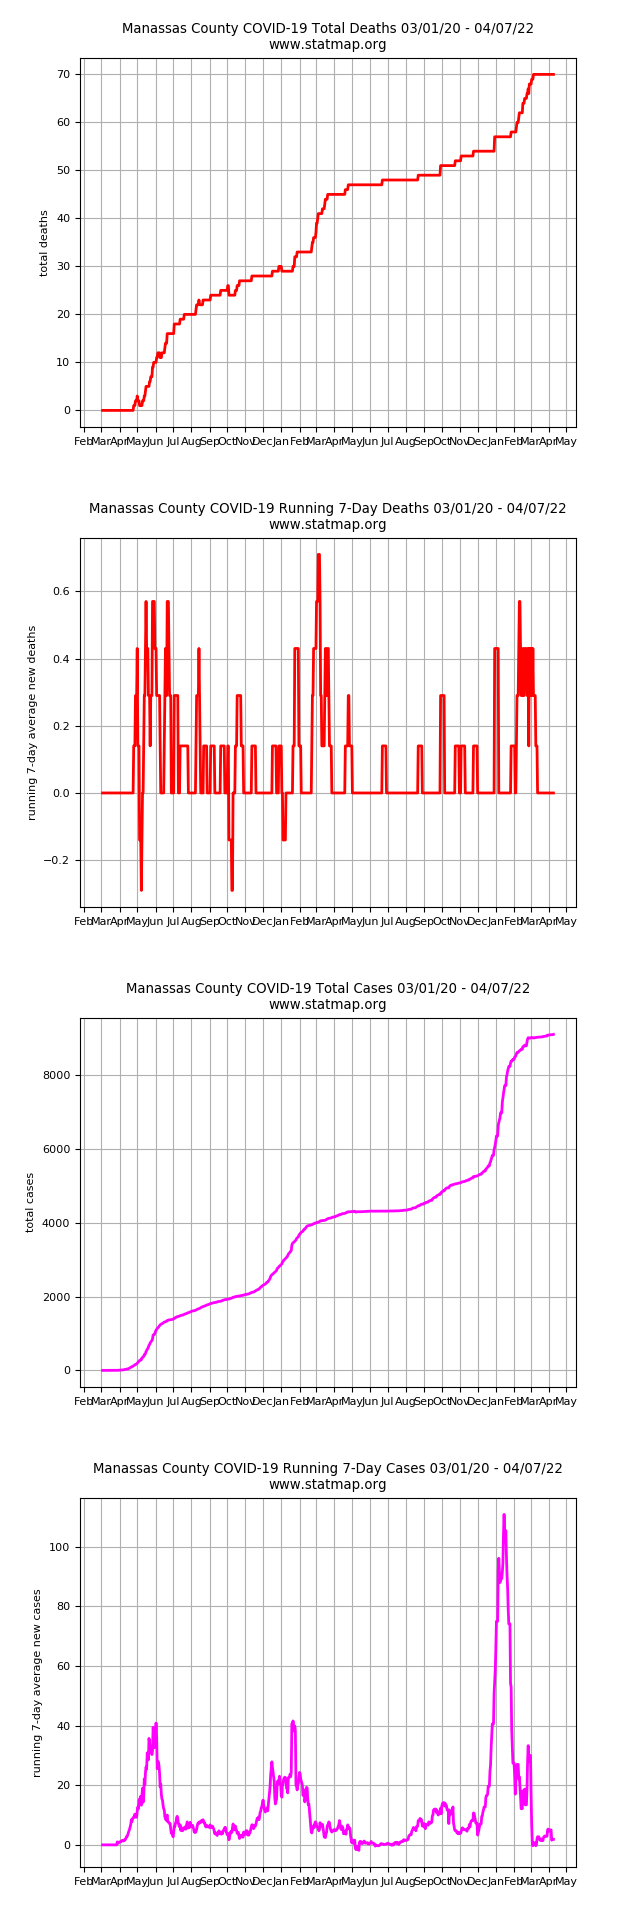 Manassas County COVID-19 Total Deaths 03/01/20 - 04/07/22
www.statmap.org
70
60
50
40
30
20
10
0
total deaths
Feb Mar Apr May Jun Jul Aug Sep Oct Nov Dec Jan Feb Mar Apr May Jun Jul Aug Sep Oct Nov Dec Jan Feb Mar Apr May
Manassas County COVID-19 Running 7-Day Deaths 03/01/20 - 04/07/22
www.statmap.org
0.6
0.4
0.2
0.0
−0.2
running 7-day average new deaths
Feb Mar Apr May Jun Jul Aug Sep Oct Nov Dec Jan Feb Mar Apr May Jun Jul Aug Sep Oct Nov Dec Jan Feb Mar Apr May
Manassas County COVID-19 Total Cases 03/01/20 - 04/07/22
www.statmap.org
8000
6000
4000
2000
0
total cases
Feb Mar Apr May Jun Jul Aug Sep Oct Nov Dec Jan Feb Mar Apr May Jun Jul Aug Sep Oct Nov Dec Jan Feb Mar Apr May
Manassas County COVID-19 Running 7-Day Cases 03/01/20 - 04/07/22
www.statmap.org
100
80
60
40
20
0
running 7-day average new cases
Feb Mar Apr May Jun Jul Aug Sep Oct Nov Dec Jan Feb Mar Apr May Jun Jul Aug Sep Oct Nov Dec Jan Feb Mar Apr May